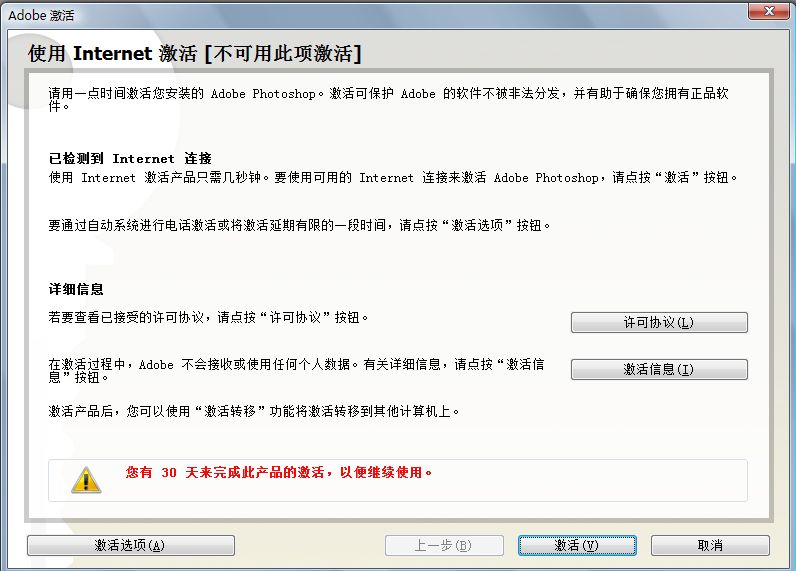 Adobe 激活
使用 Internet 激活 [不可用此项激活]
请用一点时间激活您安装的 Adobe Photoshop。激活可保护 Adobe 的软件不被非法分发，并有助于确保您拥有正品软
件。
已检测到 Internet 连接
使用 Internet 激活产品只需几秒钟。要使用可用的 Internet 连接来激活 Adobe Photoshop，请点按“激活”按钮。
要通过自动系统进行电话激活或将激活延期有限的一段时间，请点按“激活选项”按钮。
详细信息
若要查看已接受的许可协议，请点按“许可协议”按钮。
许可协议(L)
在激活过程中，Adobe 不会接收或使用任何个人数据。有关详细信息，请点按“激活信
息”按钮。
激活信息(I)
激活产品后，您可以使用“激活转移”功能将激活转移到其他计算机上。
您有 30 天来完成此产品的激活，以便继续使用。
激活选项(A)
上一步(B)
激活(V)
取消